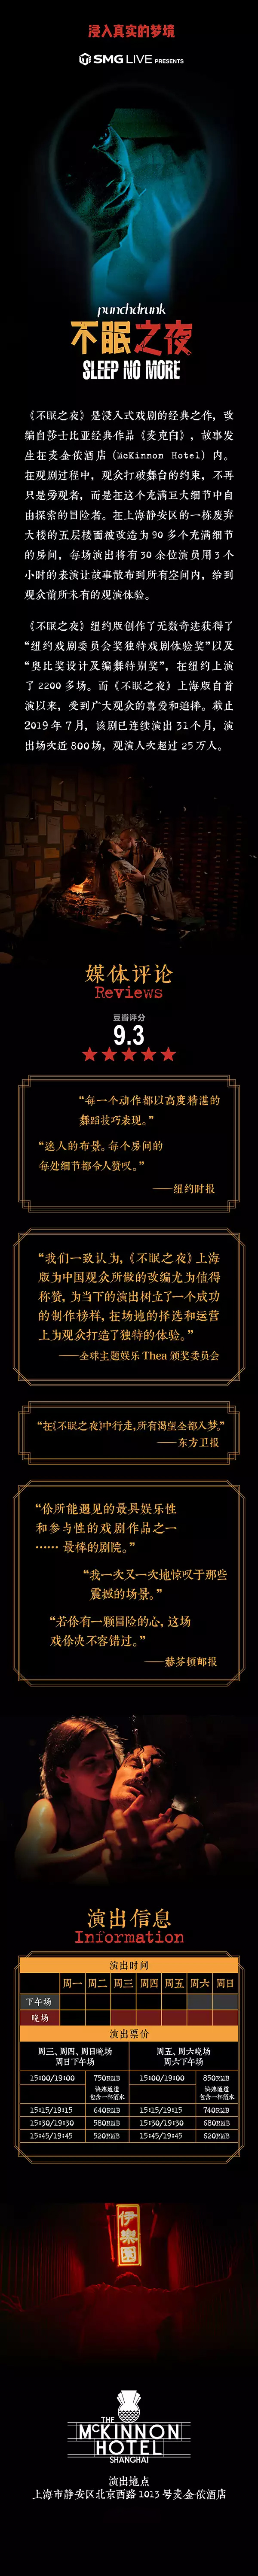 浸入真实的梦境
SMG LIVE PRESENTS
punchdrunk
不眠之夜
SLEEP NO MORE
《不眠之夜》是浸入式戏剧的经典之作，改
编自莎士比亚经典作品《麦克白》，故事发
生在麦金侬酒店（McKinnon Hotel）内。
在观剧过程中，观众打破舞台的约束，不再
只是旁观者，而是在这个充满巨大细节中自
由探索的冒险者。在上海静安区的一栋废弃
大楼的五层楼面被改造为90多个充满细节
的房间，每场演出将有30余位演员用3个
小时的表演让故事散布到所有空间内，给到
观众前所未有的观演体验。
《不眠之夜》纽约版创作了无数奇迹获得了
“纽约戏剧委员会奖独特戏剧体验奖”以及
“奥比奖设计及编舞特别奖”，在纽约上演
了2200多场。而《不眠之夜》上海版自首
演以来，受到广大观众的喜爱和追捧。截止
2019年7月，该剧已连续演出31个月，演
出场次近800场，观演人次超过25万人。
媒体评论
Reviews
豆瓣评分
9.3
“每一个动作都以高度精湛的
舞蹈技巧表现。”
“迷人的布景。每个房间的
每处细节都令人赞叹。”
——纽约时报
“我们一致认为，《不眠之夜》上海
版为中国观众所做的改编尤为值得
称赞，为当下的演出树立了一个成功
的制作榜样，在场地的择选和运营
上为观众打造了独特的体验。”
——全球主题娱乐 Thea 颁奖委员会
“在《不眠之夜》中行走，所有渴望全都入梦。”
——东方卫报
“你所能遇见的最具娱乐性
和参与性的戏剧作品之一
······ 最棒的剧院。”
“我一次又一次地惊叹于那些
震撼的场景。”
“若你有一颗冒险的心，这场
戏你决不容错过。”
——赫芬顿邮报
演出信息
Information
演出时间
周一 周二 周三 周四 周五 周六 周日
下午场
晚场
演出票价
周三、周四、周日晚场 周五、周六晚场
周日下午场 周六下午场
15:00/19:00 750RMB 15:00/19:00 850RMB
快速通道 快速通道
包含一杯酒水 包含一杯酒水
15:15/19:15 640RMB 15:15/19:15 740RMB
15:30/19:30 580RMB 15:30/19:30 680RMB
15:45/19:45 520RMB 15:45/19:45 620RMB
伊樂園
THE
McKINNON
HOTEL
SHANGHAI
演出地点
上海市静安区北京西路1013号麦金侬酒店